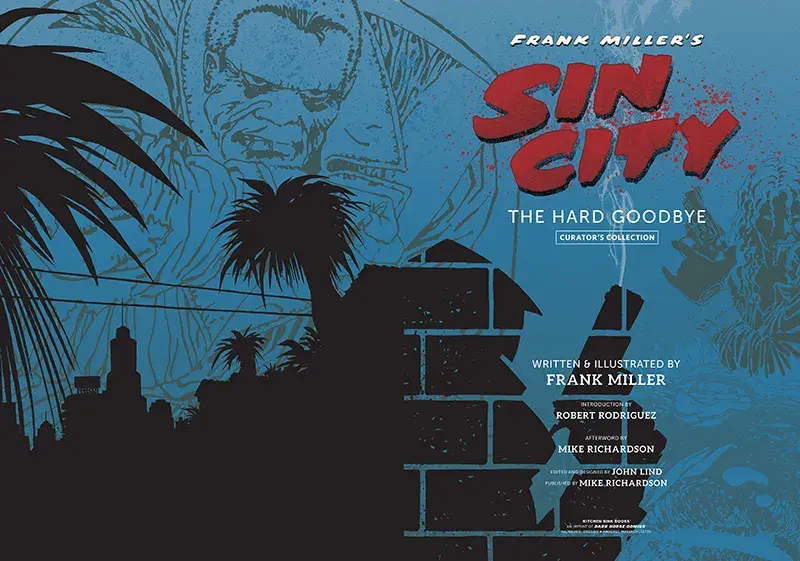 FRANK MILLER'S
SIN
CITY
THE HARD GOODBYE
CURATOR'S COLLECTION
WRITTEN & ILLUSTRATED BY
FRANK MILLER
INTRODUCTION BY
ROBERT RODRIGUEZ
AFTERWORD BY
MIKE RICHARDSON
EDITED AND DESIGNED BY JOHN LIND
PUBLISHED BY MIKE RICHARDSON
KITCHEN SINK BOOKS
AN IMPRINT OF DARK HORSE COMICS